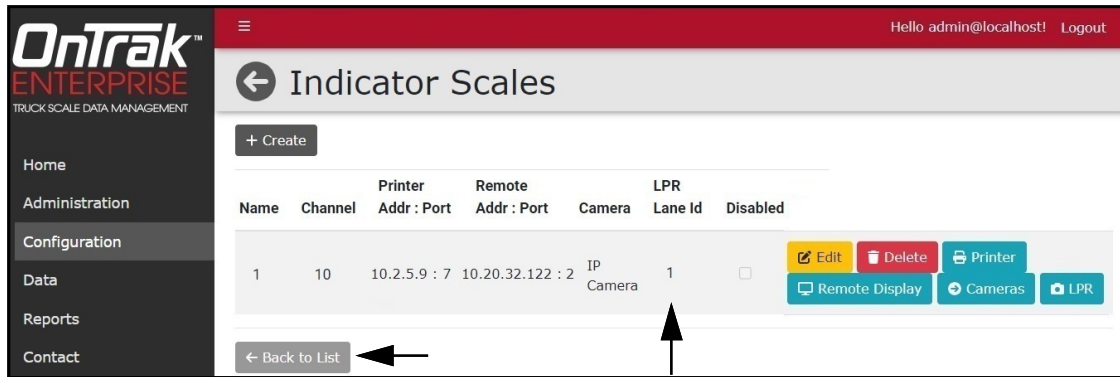 OnTrak™
ENTERPRISE
TRUCK SCALE DATA MANAGEMENT
Home
Administration
Configuration
Data
Reports
Contact
Hello admin@localhost! Logout
Indicator Scales
+ Create
Name Channel Printer Addr : Port Remote Addr : Port Camera LPR Lane Id Disabled
1 10 10.2.5.9 : 7 10.20.32.122 : 2 IP Camera 1
Edit Delete Printer
Remote Display Cameras LPR
← Back to List